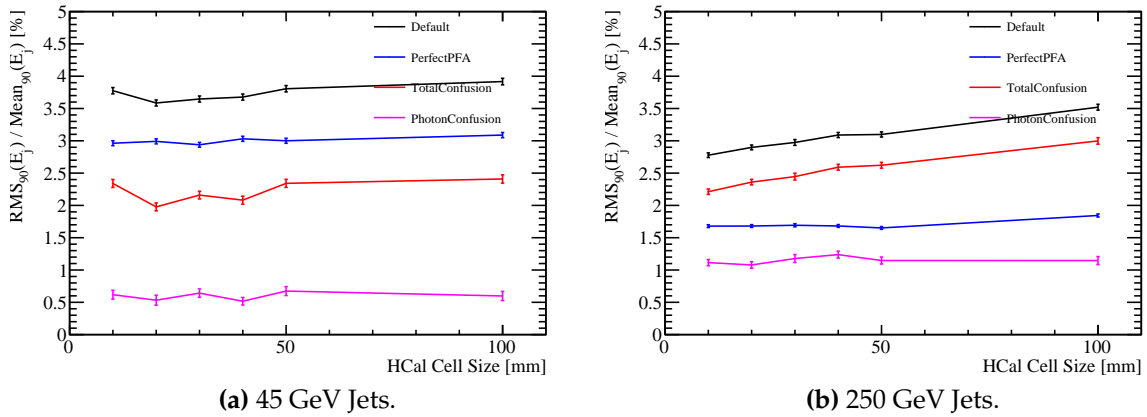 RMS90(Ej) / Mean90(Ej) [%]
5
4.5
4
3.5
3
2.5
2
1.5
1
0.5
0
0
50
100
HCal Cell Size [mm]
Default
PerfectPFA
TotalConfusion
PhotonConfusion
(a) 45 GeV Jets.
RMS90(Ej) / Mean90(Ej) [%]
5
4.5
4
3.5
3
2.5
2
1.5
1
0.5
0
0
50
100
HCal Cell Size [mm]
Default
PerfectPFA
TotalConfusion
PhotonConfusion
(b) 250 GeV Jets.